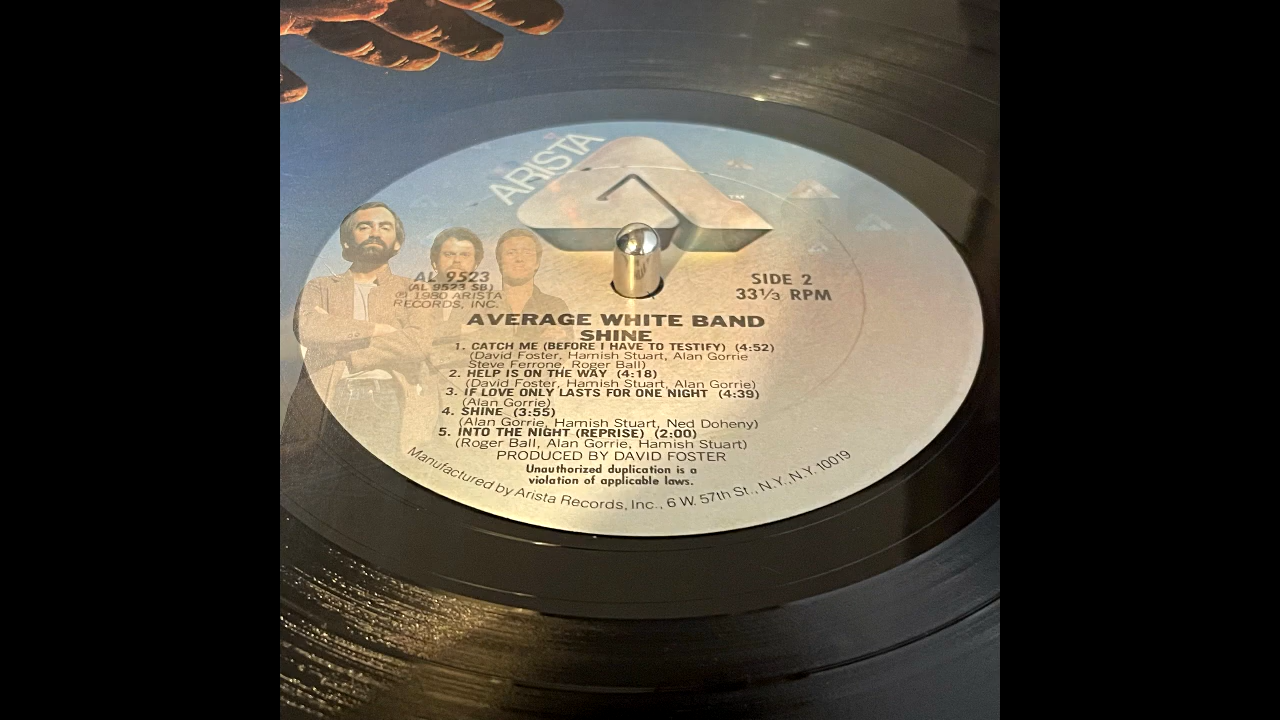 ARISTA
TM
AL 9523
(AL 9523 SB)
℗ 1980 ARISTA
RECORDS, INC.
SIDE 2
33⅓ RPM
AVERAGE WHITE BAND
SHINE
1. CATCH ME (BEFORE I HAVE TO TESTIFY) (4:52)
(David Foster, Hamish Stuart, Alan Gorrie
Steve Ferrone, Roger Ball)
2. HELP IS ON THE WAY (4:18)
(David Foster, Hamish Stuart, Alan Gorrie)
3. IF LOVE ONLY LASTS FOR ONE NIGHT (4:39)
(Alan Gorrie)
4. SHINE (3:55)
(Alan Gorrie, Hamish Stuart, Ned Doheny)
5. INTO THE NIGHT (REPRISE) (2:00)
(Roger Ball, Alan Gorrie, Hamish Stuart)
PRODUCED BY DAVID FOSTER
Unauthorized duplication is a
violation of applicable laws.
Manufactured by Arista Records, Inc., 6 W. 57th St., N.Y., N.Y. 10019